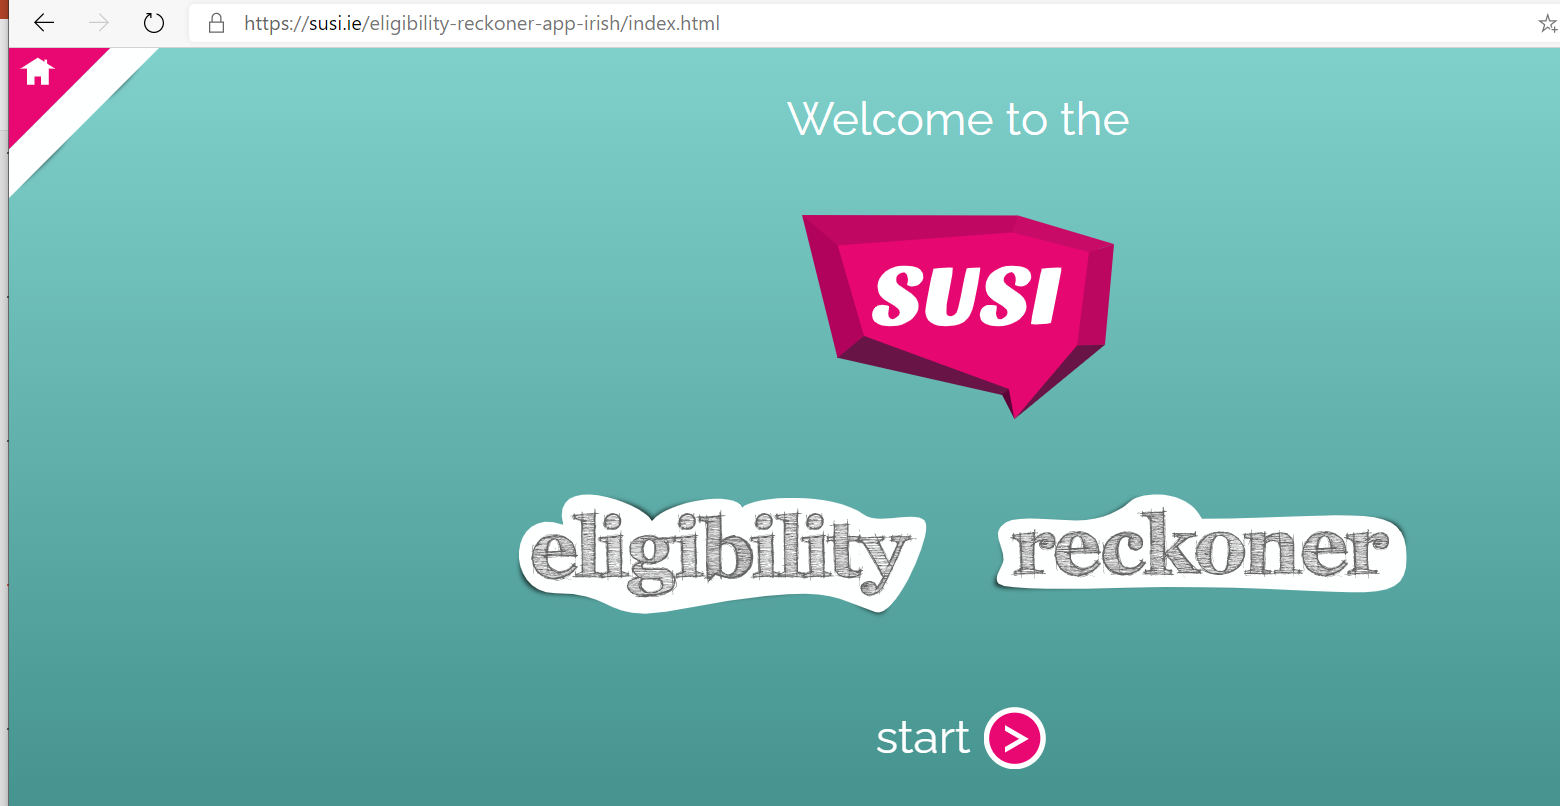 https://susi.ie/eligibility-reckoner-app-irish/index.html
Welcome to the
SUSI
eligibility reckoner
start >